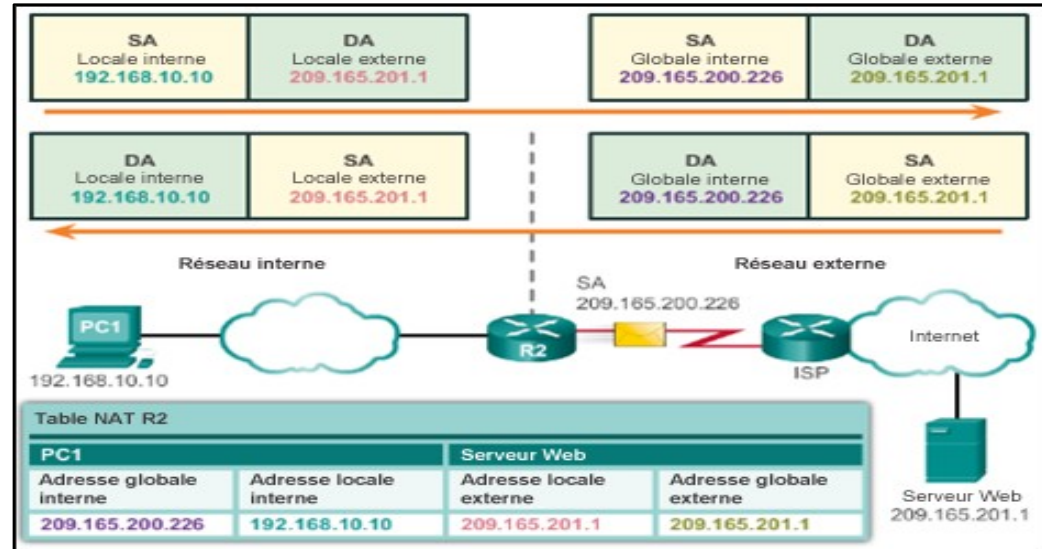 SA
Locale interne
192.168.10.10
DA
Locale externe
209.165.201.1
SA
Globale interne
209.165.200.226
DA
Globale externe
209.165.201.1
DA
Locale interne
192.168.10.10
SA
Locale externe
209.165.201.1
DA
Globale interne
209.165.200.226
SA
Globale externe
209.165.201.1
Réseau interne
Réseau externe
SA
209.165.200.226
PC1
R2
ISP
Internet
192.168.10.10
Serveur Web
209.165.201.1
Table NAT R2
PC1
Serveur Web
Adresse globale
interne
Adresse locale
interne
Adresse locale
externe
Adresse globale
externe
209.165.200.226
192.168.10.10
209.165.201.1
209.165.201.1